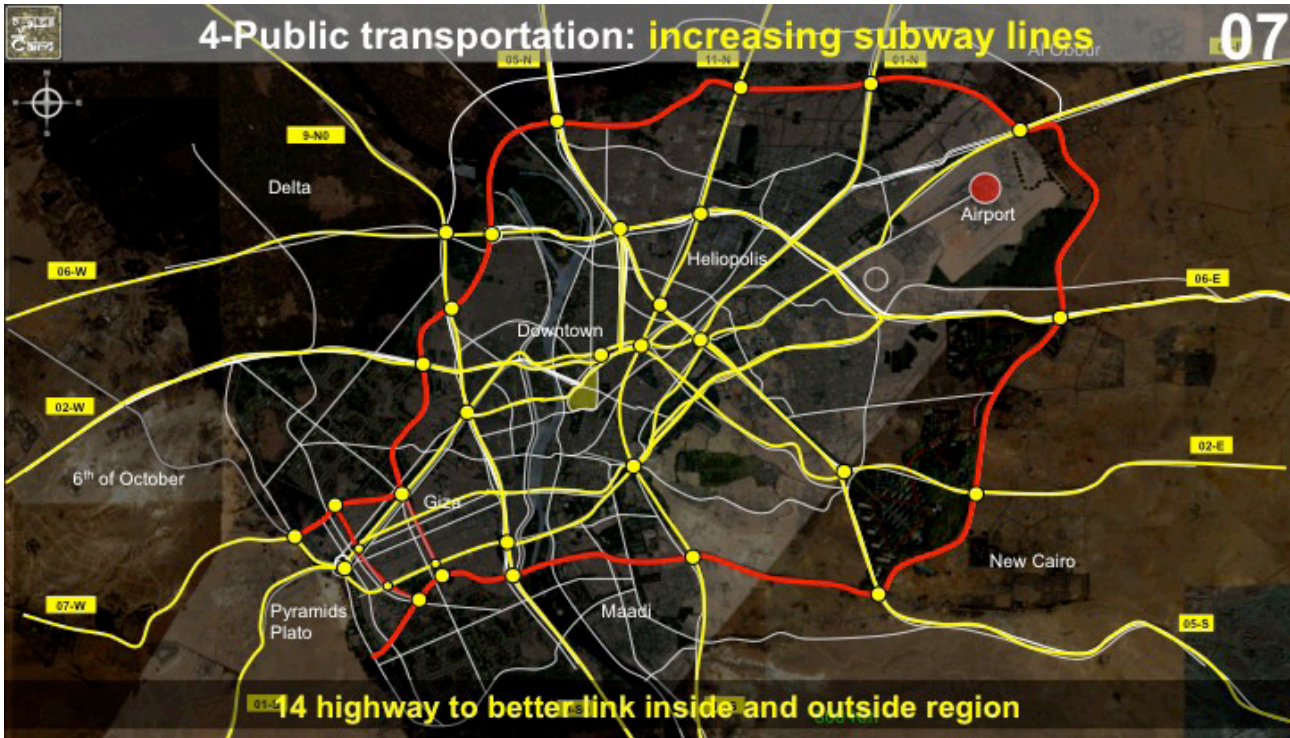 4-Public transportation: increasing subway lines
07
Al Obour
05-N
11-N
01-N
9-N0
Delta
Airport
06-W
Heliopolis
06-E
Downtown
02-W
02-E
6th of October
Giza
New Cairo
07-W
Pyramids
Plato
Maadi
05-S
14 highway to better link inside and outside region